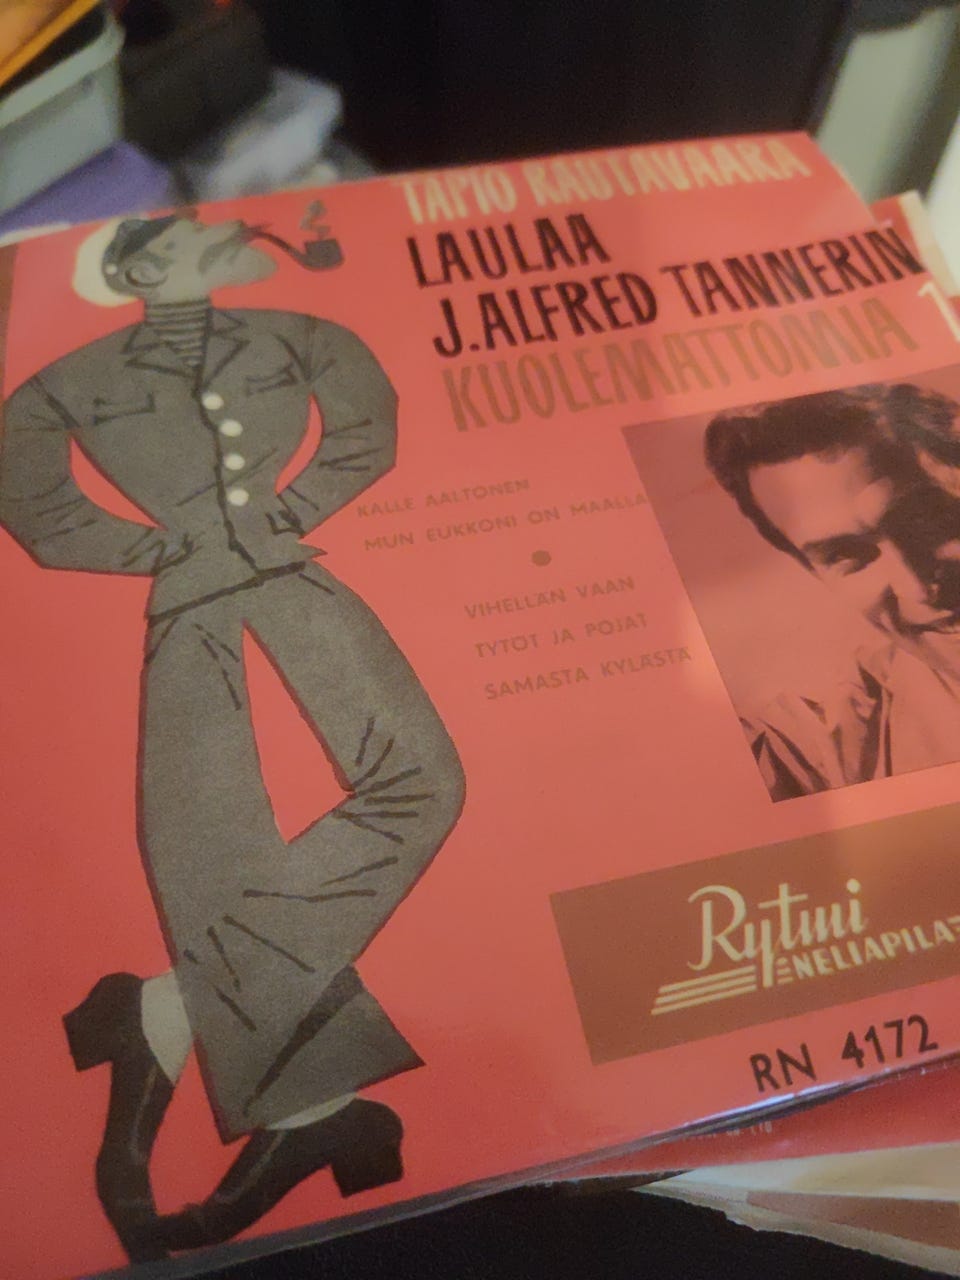 TAPIO RAUTAVAARA
LAULAA
J. ALFRED TANNERIN
KUOLEMATTOMIA 1
KALLE AALTONEN
MUN EUKKONI ON MAALLA
VIHELLÄN VAAN
TYTÖT JA POJAT
SAMASTA KYLÄSTÄ
Rytmi
NELIAPILA
RN 4172